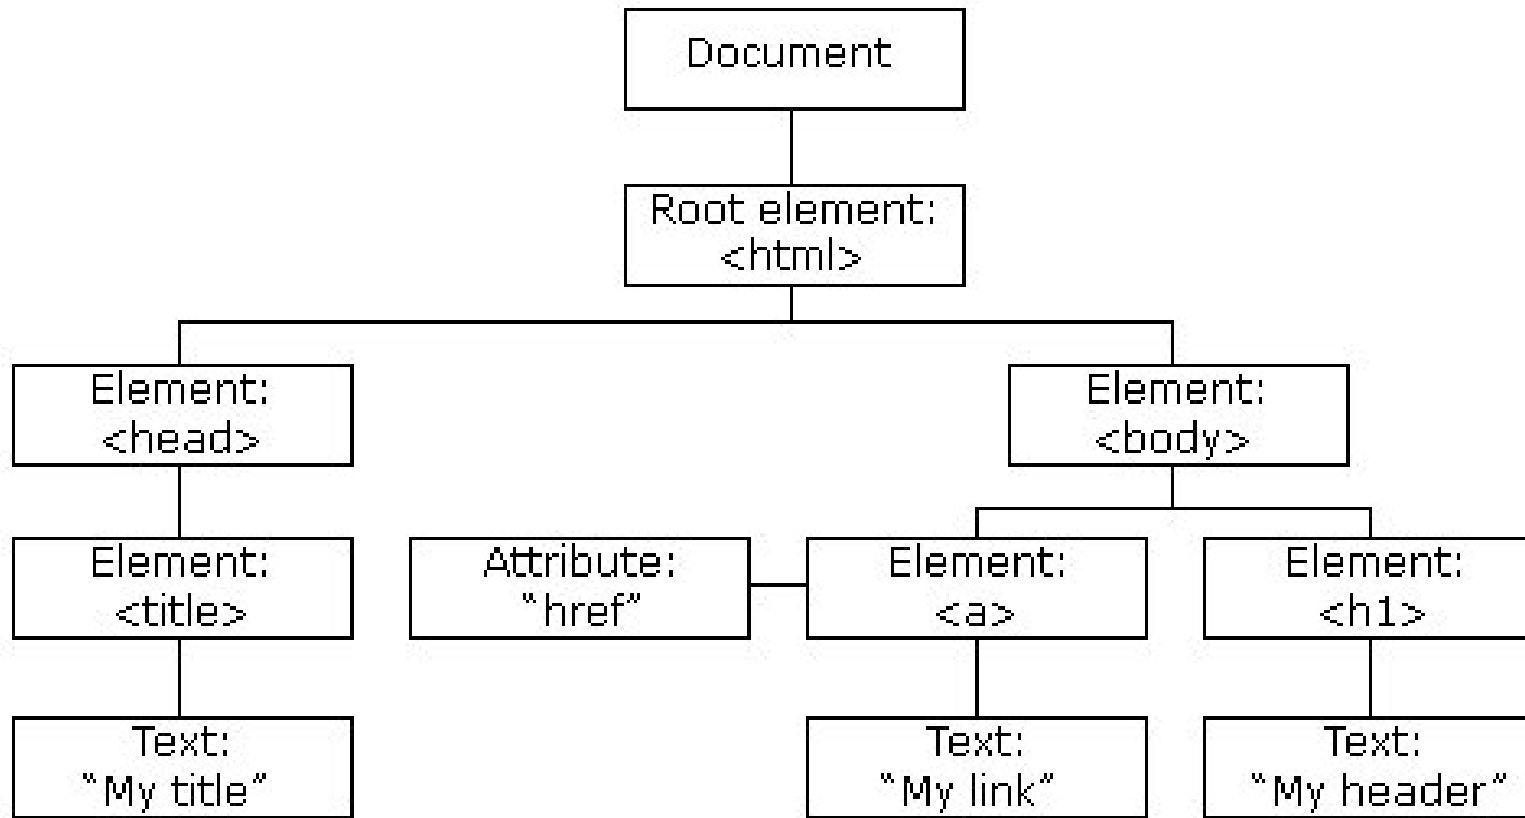 Document
Root element:
<html>
Element:
<head>
Element:
<body>
Element:
<title>
Attribute:
“href”
Element:
<a>
Element:
<h1>
Text:
“My title”
Text:
“My link”
Text:
“My header”